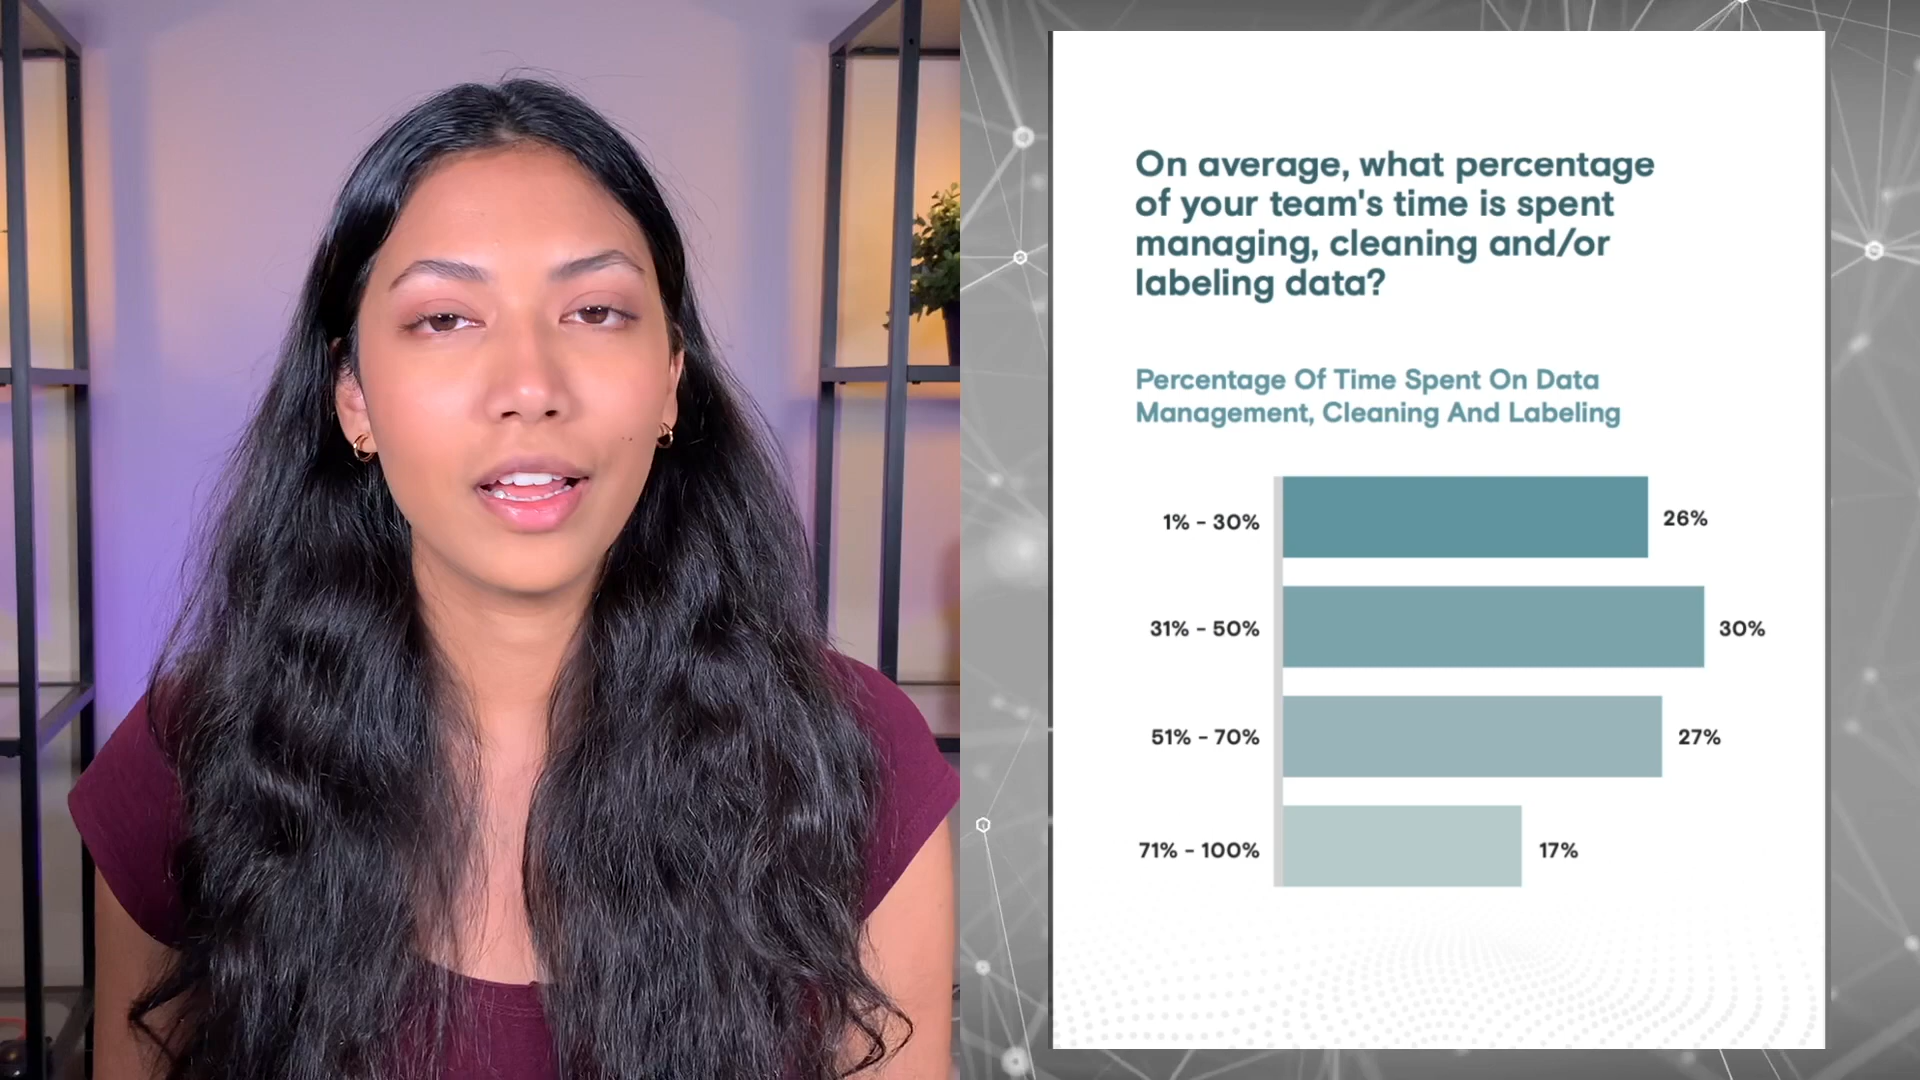 On average, what percentage
of your team's time is spent
managing, cleaning and/or
labeling data?
Percentage Of Time Spent On Data
Management, Cleaning And Labeling
1% - 30% 26%
31% - 50% 30%
51% - 70% 27%
71% - 100% 17%